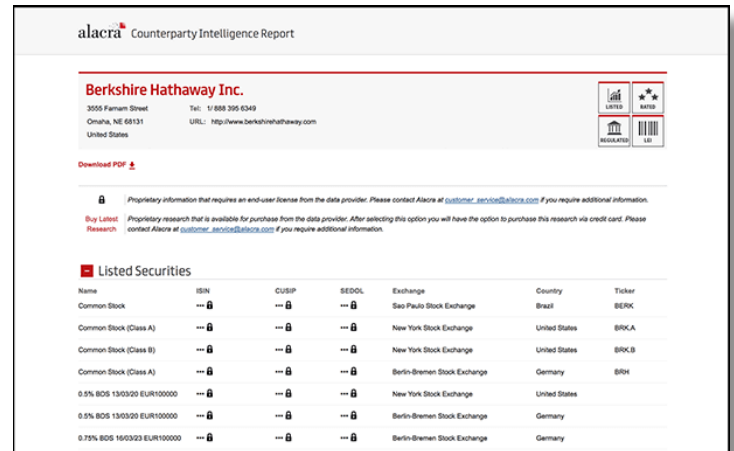 alacra Counterparty Intelligence Report
Berkshire Hathaway Inc.
3555 Farnam Street Tel: 1/ 888 395 6349
Omaha, NE 68131 URL: http://www.berkshirehathaway.com
United States
LISTED RATED
REGULATED LEI
Download PDF
Proprietary information that requires an end-user license from the data provider. Please contact Alacra at customer_service@alacra.com if you require additional information.
Buy Latest Proprietary research that is available for purchase from the data provider. After selecting this option you will have the option to purchase this research via credit card. Please
Research contact Alacra at customer_service@alacra.com if you require additional information.
Listed Securities
Name ISIN CUSIP SEDOL Exchange Country Ticker
Common Stock ••• ••• ••• Sao Paulo Stock Exchange Brazil BERK
Common Stock (Class A) ••• ••• ••• New York Stock Exchange United States BRK.A
Common Stock (Class B) ••• ••• ••• New York Stock Exchange United States BRK.B
Common Stock (Class A) ••• ••• ••• Berlin-Bremen Stock Exchange Germany BRH
0.5% BDS 13/03/20 EUR100000 ••• ••• ••• New York Stock Exchange United States
0.5% BDS 13/03/20 EUR100000 ••• ••• ••• Berlin-Bremen Stock Exchange Germany
0.75% BDS 16/03/23 EUR100000 ••• ••• ••• Berlin-Bremen Stock Exchange Germany